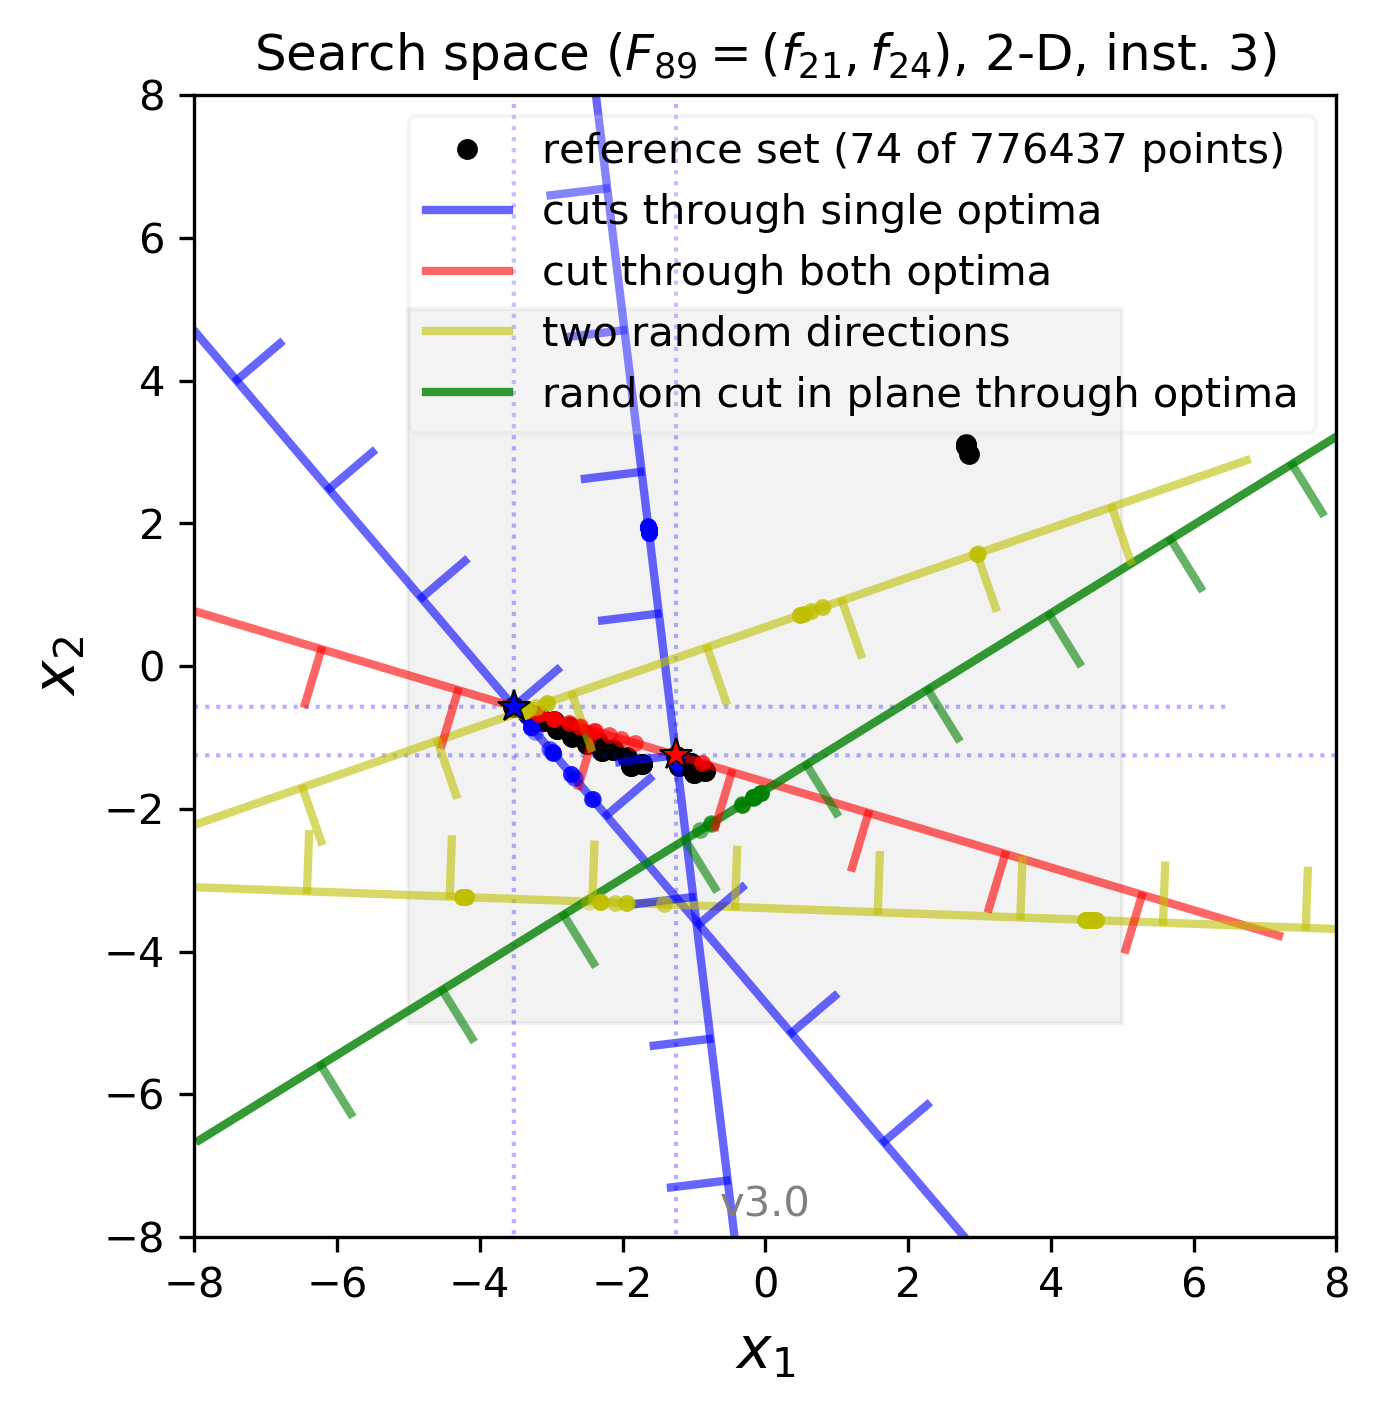 Search space (F₈₉ = (f₂₁, f₂₄), 2-D, inst. 3)
8
6
4
2
0
−2
−4
−6
−8
x₂
reference set (74 of 776437 points)
cuts through single optima
cut through both optima
two random directions
random cut in plane through optima
v3.0
−8 −6 −4 −2 0 2 4 6 8
x₁